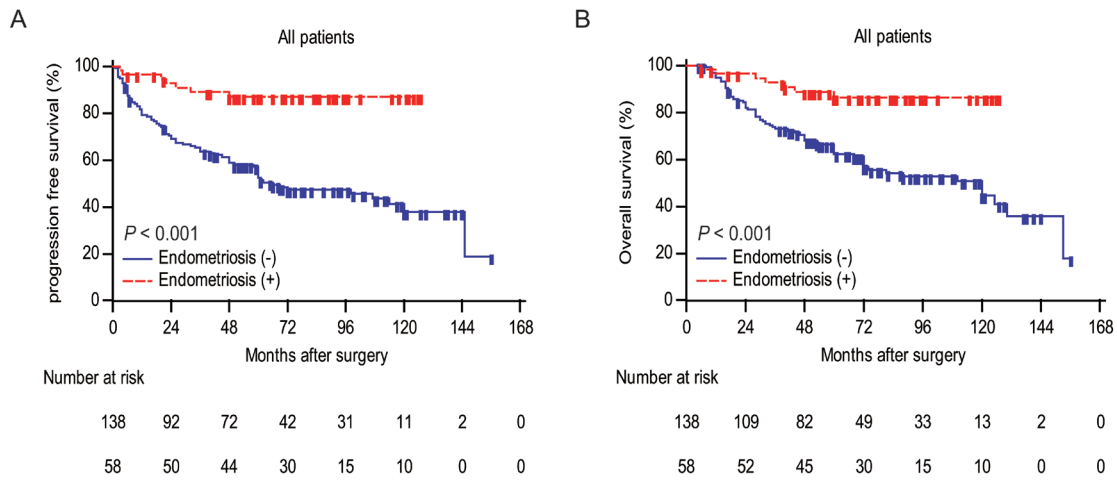 A
All patients
progression free survival (%)
100
80
60
40
20
0
P < 0.001
Endometriosis (-)
Endometriosis (+)
0 24 48 72 96 120 144 168
Months after surgery
Number at risk
138 92 72 42 31 11 2 0
58 50 44 30 15 10 0 0
B
All patients
Overall survival (%)
100
80
60
40
20
0
P < 0.001
Endometriosis (-)
Endometriosis (+)
0 24 48 72 96 120 144 168
Months after surgery
Number at risk
138 109 82 49 33 13 2 0
58 52 45 30 15 10 0 0